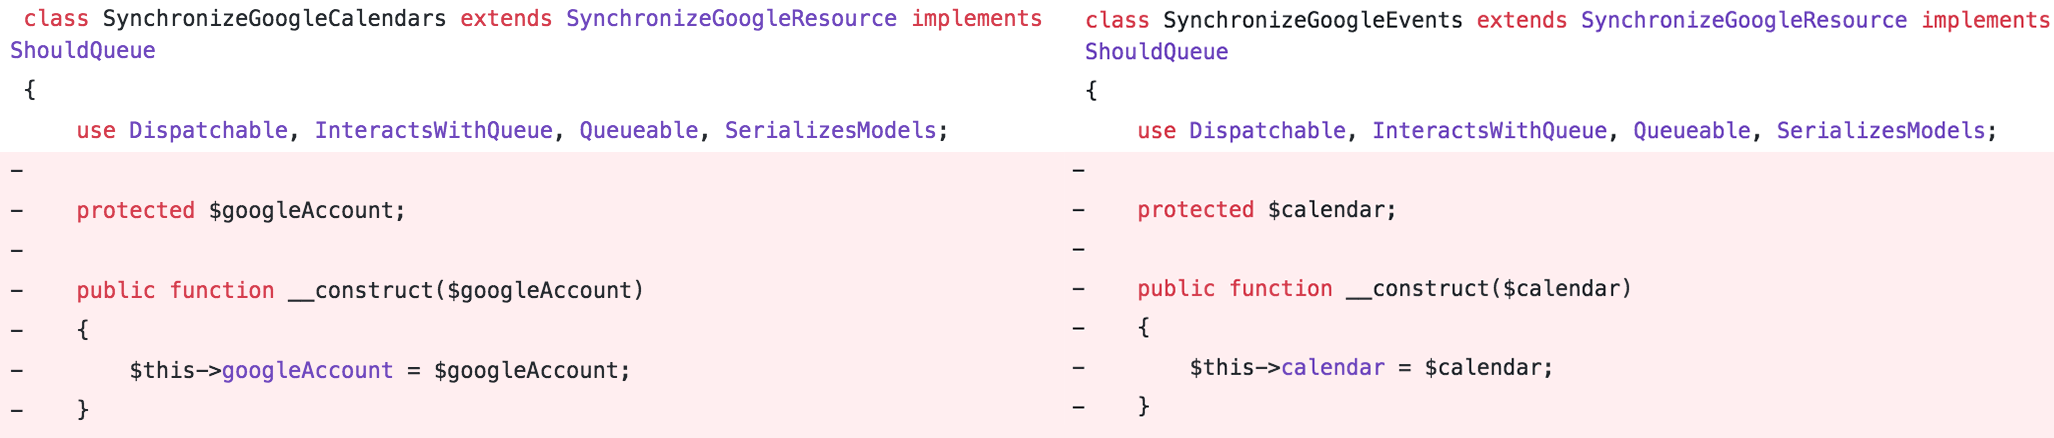 class SynchronizeGoogleCalendars extends SynchronizeGoogleResource implements
ShouldQueue
{
    use Dispatchable, InteractsWithQueue, Queueable, SerializesModels;
-
-    protected $googleAccount;
-
-    public function __construct($googleAccount)
-    {
-        $this->googleAccount = $googleAccount;
-    }
class SynchronizeGoogleEvents extends SynchronizeGoogleResource implements
ShouldQueue
{
    use Dispatchable, InteractsWithQueue, Queueable, SerializesModels;
-
-    protected $calendar;
-
-    public function __construct($calendar)
-    {
-        $this->calendar = $calendar;
-    }